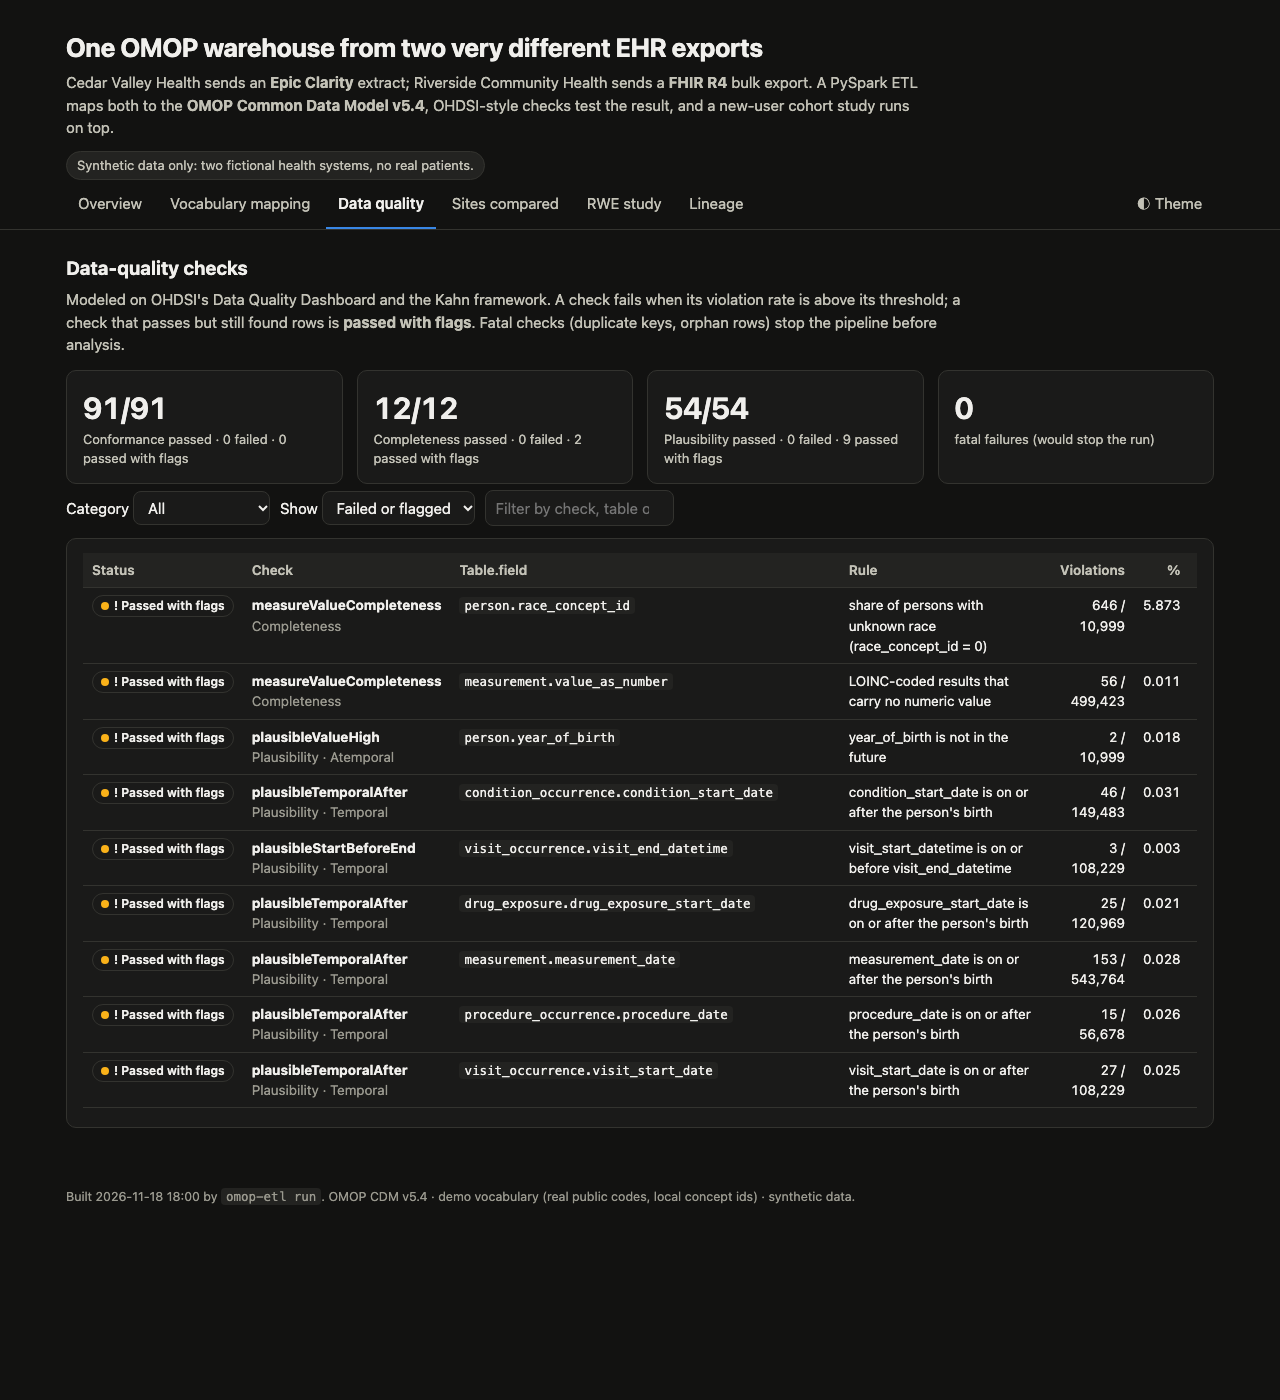 One OMOP warehouse from two very different EHR exports
Cedar Valley Health sends an Epic Clarity extract; Riverside Community Health sends a FHIR R4 bulk export. A PySpark ETL
maps both to the OMOP Common Data Model v5.4, OHDSI-style checks test the result, and a new-user cohort study runs
on top.
Synthetic data only: two fictional health systems, no real patients.
Overview Vocabulary mapping Data quality Sites compared RWE study Lineage ◐ Theme
Data-quality checks
Modeled on OHDSI's Data Quality Dashboard and the Kahn framework. A check fails when its violation rate is above its threshold; a
check that passes but still found rows is passed with flags. Fatal checks (duplicate keys, orphan rows) stop the pipeline before
analysis.
91/91
Conformance passed · 0 failed · 0
passed with flags
12/12
Completeness passed · 0 failed · 2
passed with flags
54/54
Plausibility passed · 0 failed · 9 passed
with flags
0
fatal failures (would stop the run)
Category All Show Failed or flagged Filter by check, table c
Status Check Table.field Rule Violations %
! Passed with flags measureValueCompleteness person.race_concept_id share of persons with 646 / 5.873
Completeness unknown race 10,999
(race_concept_id = 0)
! Passed with flags measureValueCompleteness measurement.value_as_number LOINC-coded results that 56 / 0.011
Completeness carry no numeric value 499,423
! Passed with flags plausibleValueHigh person.year_of_birth year_of_birth is not in the 2 / 0.018
Plausibility · Atemporal future 10,999
! Passed with flags plausibleTemporalAfter condition_occurrence.condition_start_date condition_start_date is on or 46 / 0.031
Plausibility · Temporal after the person's birth 149,483
! Passed with flags plausibleStartBeforeEnd visit_occurrence.visit_end_datetime visit_start_datetime is on or 3 / 0.003
Plausibility · Temporal before visit_end_datetime 108,229
! Passed with flags plausibleTemporalAfter drug_exposure.drug_exposure_start_date drug_exposure_start_date is 25 / 0.021
Plausibility · Temporal on or after the person's birth 120,969
! Passed with flags plausibleTemporalAfter measurement.measurement_date measurement_date is on or 153 / 0.028
Plausibility · Temporal after the person's birth 543,764
! Passed with flags plausibleTemporalAfter procedure_occurrence.procedure_date procedure_date is on or after 15 / 0.026
Plausibility · Temporal the person's birth 56,678
! Passed with flags plausibleTemporalAfter visit_occurrence.visit_start_date visit_start_date is on or after 27 / 0.025
Plausibility · Temporal the person's birth 108,229
Built 2026-11-18 18:00 by omop-etl run. OMOP CDM v5.4 · demo vocabulary (real public codes, local concept ids) · synthetic data.